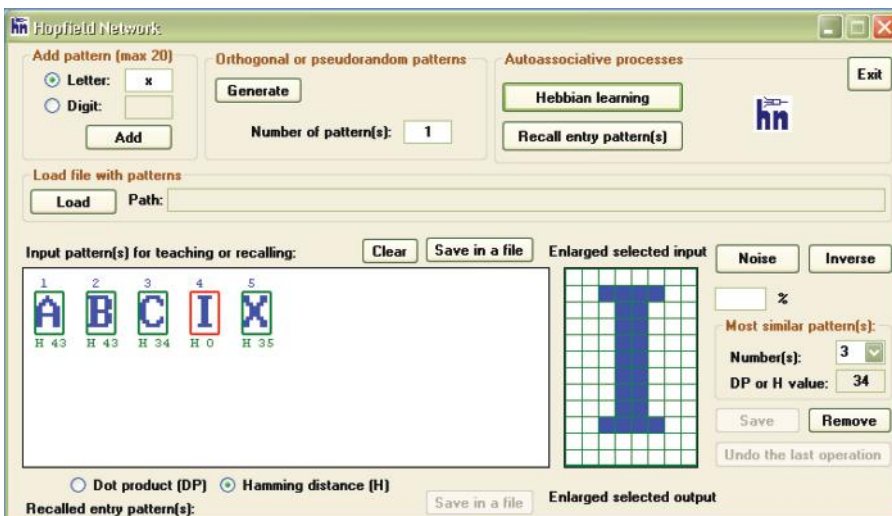 hn Hopfield Network
Add pattern (max 20)
Letter: x
Digit:
Add
Orthogonal or pseudorandom patterns
Generate
Number of pattern(s): 1
Autoassociative processes
Hebbian learning
Recall entry pattern(s)
hn
Exit
Load file with patterns
Load Path:
Input pattern(s) for teaching or recalling: Clear Save in a file
1 2 3 4 5
A B C I X
H 43 H 43 H 34 H 0 H 35
Enlarged selected input
I
Noise Inverse
%
Most similar pattern(s):
Number(s): 3
DP or H value: 34
Save Remove
Undo the last operation
Dot product (DP) Hamming distance (H)
Recalled entry pattern(s): Save in a file Enlarged selected output